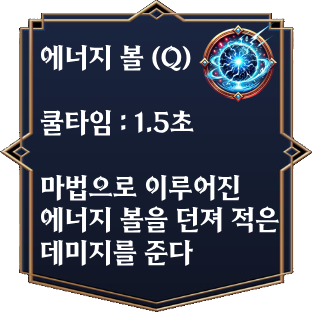 에너지 볼 (Q)
쿨타임 : 1.5초
마법으로 이루어진
에너지 볼을 던져 적은
데미지를 준다